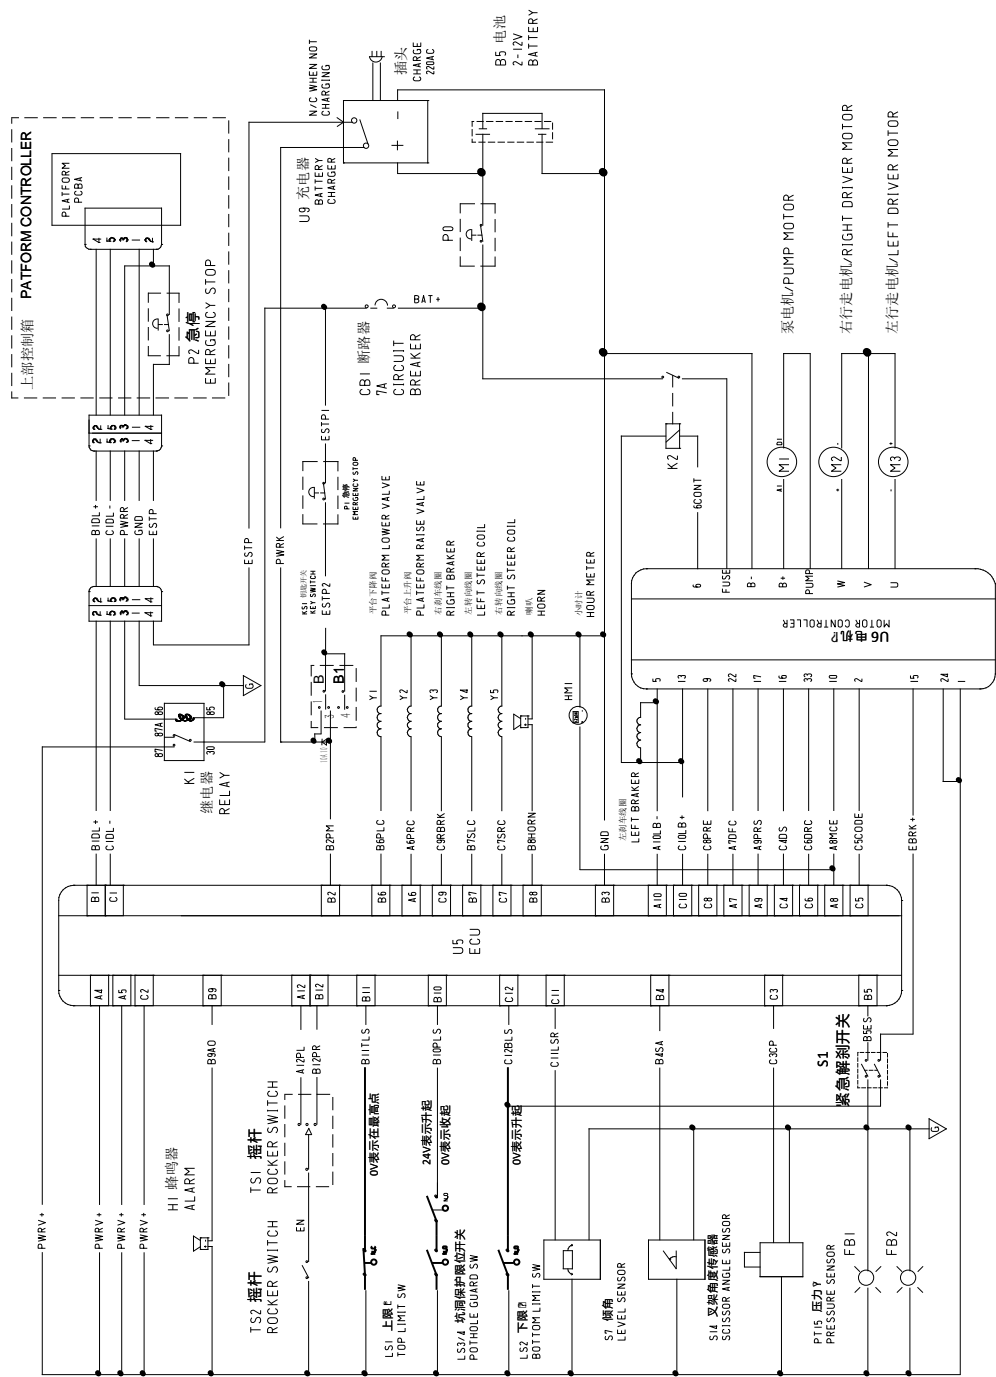 上部控制箱
PATFORM CONTROLLER
PLATFORM
PCBA
4
5
3
1
2
P2 急停
EMERGENCY STOP
2
5
3
1
4
2
5
3
1
4
BIDL+
CIDL-
PWRR
GND
ESTP
2
5
3
1
4
2
5
3
1
4
ESTP
PWRK
G
87
87A
86
30
85
K1
继电器
RELAY
BIDL+
CIDL-
N/C WHEN NOT
CHARGING
U9 充电器
BATTERY
CHARGER
+
-
插头
CHARGE
220AC
B5 电池
2-12V
BATTERY
P0
BAT+
CB1 断路器
7A
CIRCUIT
BREAKER
ESTP1
P1 急停
EMERGENCY STOP
KS1 钥匙开关
KEY SWITCH
ESTP2
B
B1
1
3
4
B2PM
平台下降阀
PLATEFORM LOWER VALVE
Y1
B6PLC
平台上升阀
PLATEFORM RAISE VALVE
Y2
A6PRC
右刹车线圈
RIGHT BRAKER
Y3
C9RBRK
左转向线圈
LEFT STEER COIL
Y4
B7SLC
右转向线圈
RIGHT STEER COIL
Y5
C7SRC
喇叭
HORN
B8HORN
小时计
HOUR METER
HM1
GND
K2
6CONT
泵电机/PUMP MOTOR
右行走电机/RIGHT DRIVER MOTOR
左行走电机/LEFT DRIVER MOTOR
A1
M1
D1
+
M2
-
-
M3
+
6
FUSE
B-
B+
PUMP
W
V
U
U6 电机
MOTOR CONTROLLER
5
13
9
22
17
16
33
10
2
15
24
1
左刹车线圈
LEFT BRAKER
A10LB-
C10LB+
C8PRE
A7DFC
A9PRS
C4DS
C6DRC
A8MCE
C5CODE
EBRK+
B1
C1
B2
B6
A6
C9
B7
C7
B8
B3
A10
C10
C8
A7
A9
C4
C6
A8
C5
U5
ECU
A4
A5
C2
B9
A12
B12
B11
B10
C12
C11
B4
C3
B5
PWRV+
PWRV+
PWRV+
PWRV+
B9AO
H1 蜂鸣器
ALARM
A12PL
B12PR
TS1 摇杆
ROCKER SWITCH
EN
TS2 摇杆
ROCKER SWITCH
B11TLS
0V表示在最高点
N.C
LS1 上限
TOP LIMIT SW
B10PLS
24V表示升起
0V表示收起
N.O
N.O
LS3/4 坑洞保护限位开关
POTHOLE GUARD SW
C12BLS
0V表示升起
N.O
LS2 下限
BOTTOM LIMIT SW
C11LSR
S7 倾角
LEVEL SENSOR
B4SA
S14 叉架角度传感器
SCISSOR ANGLE SENSOR
C3CP
PT15 压力
PRESSURE SENSOR
B5ES
S1
紧急解刹开关
G
FB1
FB2